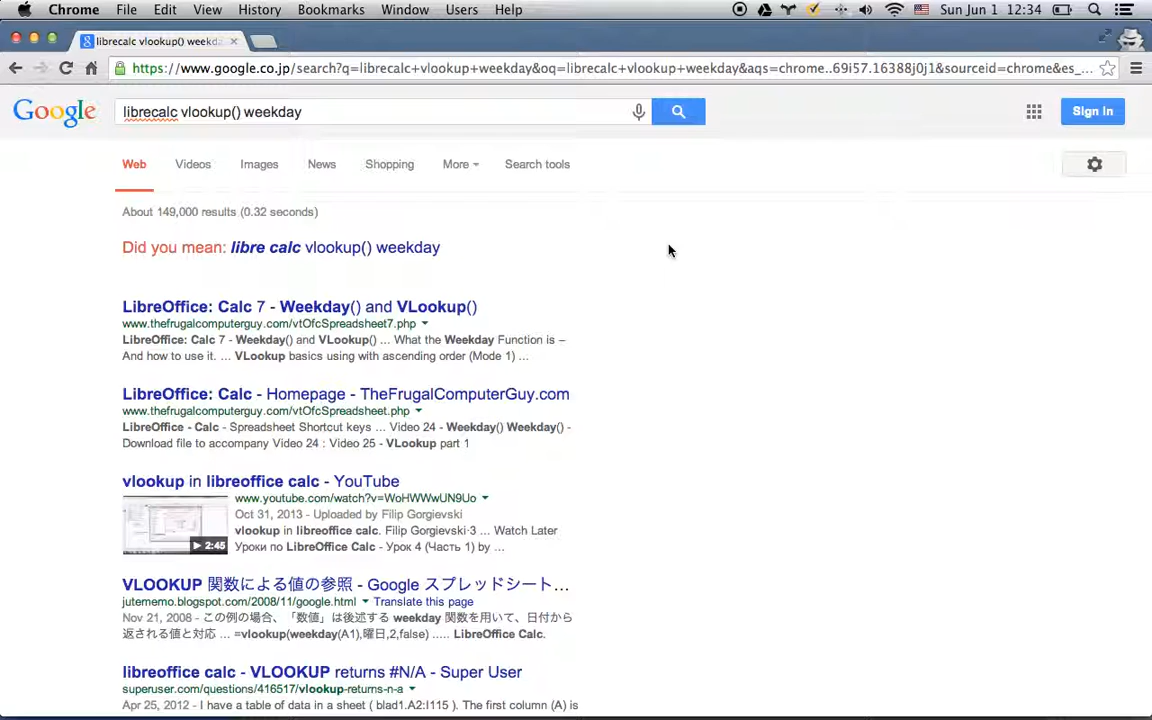 Chrome File Edit View History Bookmarks Window Users Help Sun Jun 1 12:34
librecalc vlookup() weekda
https://www.google.co.jp/search?q=librecalc+vlookup+weekday&oq=librecalc+vlookup+weekday&aqs=chrome..69i57.16388j0j1&sourceid=chrome&es_...
Google librecalc vlookup() weekday Sign in
Web Videos Images News Shopping More Search tools
About 149,000 results (0.32 seconds)
Did you mean: libre calc vlookup() weekday
LibreOffice: Calc 7 - Weekday() and VLookup()
www.thefrugalcomputerguy.com/vtOfcSpreadsheet7.php
LibreOffice: Calc 7 - Weekday() and VLookup() ... What the Weekday Function is –
And how to use it. ... VLookup basics using with ascending order (Mode 1) ...
LibreOffice: Calc - Homepage - TheFrugalComputerGuy.com
www.thefrugalcomputerguy.com/vtOfcSpreadsheet.php
LibreOffice - Calc - Spreadsheet Shortcut keys ... Video 24 - Weekday() Weekday() -
Download file to accompany Video 24 : Video 25 - VLookup part 1
vlookup in libreoffice calc - YouTube
www.youtube.com/watch?v=WoHWWwUN9Uo
Oct 31, 2013 - Uploaded by Filip Gorgievski
vlookup in libreoffice calc. Filip Gorgievski·3 ... Watch Later
2:45 Уроки по LibreOffice Calc - Урок 4 (Часть 1) by ...
VLOOKUP 関数による値の参照 - Google スプレッドシート...
jutememo.blogspot.com/2008/11/google.html Translate this page
Nov 21, 2008 - この例の場合、「数値」は後述する weekday 関数を用いて、日付から
返される値と対応 ... =vlookup(weekday(A1),曜日,2,false) ..... LibreOffice Calc.
libreoffice calc - VLOOKUP returns #N/A - Super User
superuser.com/questions/416517/vlookup-returns-n-a
Apr 25, 2012 - I have a table of data in a sheet ( blad1.A2:I115 ). The first column (A) is